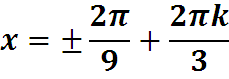 x = ± 2π/9 + 2πk/3